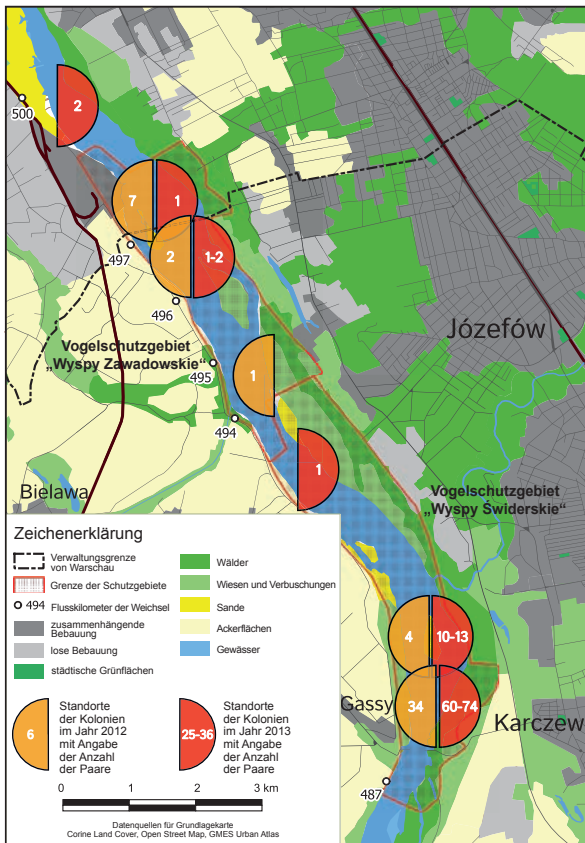 2
500
7
1
497
2
1-2
496
Józefów
Vogelschutzgebiet
„Wyspy Zawadowskie“
495
1
494
1
Bielawa
Vogelschutzgebiet
„Wyspy Świderskie“
4
10-13
Gassy
34
60-74
Karczew
487
Zeichenerklärung
Verwaltungsgrenze
von Warschau
Grenze der Schutzgebiete
494 Flusskilometer der Weichsel
zusammenhängende
Bebauung
lose Bebauung
städtische Grünflächen
Wälder
Wiesen und Verbuschungen
Sande
Ackerflächen
Gewässer
6
Standorte
der Kolonien
im Jahr 2012
mit Angabe
der Anzahl
der Paare
25-36
Standorte
der Kolonien
im Jahr 2013
mit Angabe
der Anzahl
der Paare
0 1 2 3 km
Datenquellen für Grundlagekarte
Corine Land Cover, Open Street Map, GMES Urban Atlas